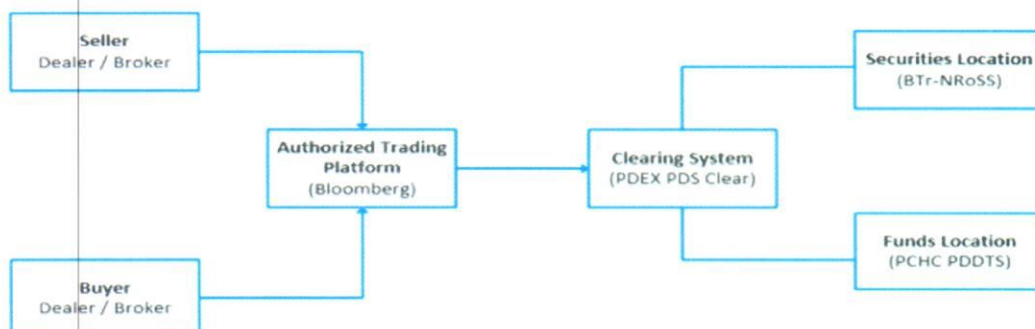 Seller
Dealer / Broker
Authorized Trading
Platform
(Bloomberg)
Buyer
Dealer / Broker
Clearing System
(PDEX PDS Clear)
Securities Location
(BTr-NRoSS)
Funds Location
(PCHC PDDTS)